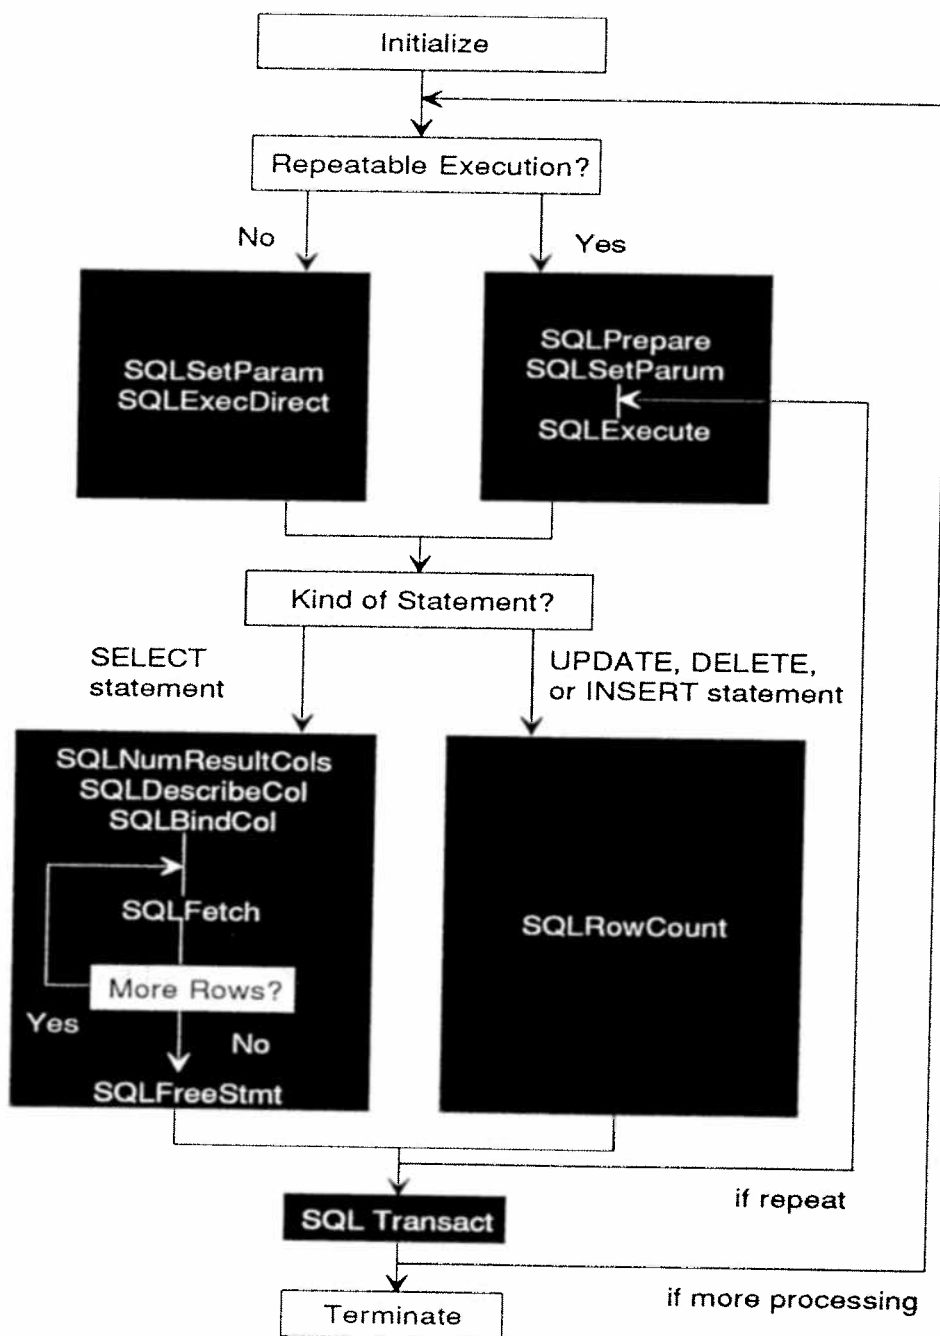 Initialize
Repeatable Execution?
No
Yes
SQLSetParam
SQLExecDirect
SQLPrepare
SQLSetParum
SQLExecute
Kind of Statement?
SELECT
statement
UPDATE, DELETE,
or INSERT statement
SQLNumResultCols
SQLDescribeCol
SQLBindCol
SQLFetch
More Rows?
Yes
No
SQLFreeStmt
SQLRowCount
if repeat
SQL Transact
if more processing
Terminate